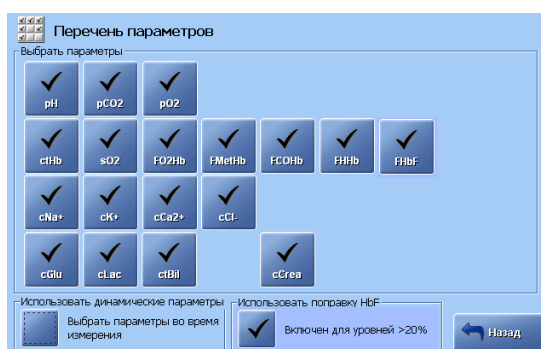 Перечень параметров
Выбрать параметры
pH pCO2 pO2
ctHb sO2 FO2Hb FMetHb FCOHb FHHb FHbF
cNa+ cK+ cCa2+ cCl-
cGlu cLac ctBil cCrea
Использовать динамические параметры
Выбрать параметры во время
измерения
Использовать поправку HbF
Включен для уровней >20%
Назад